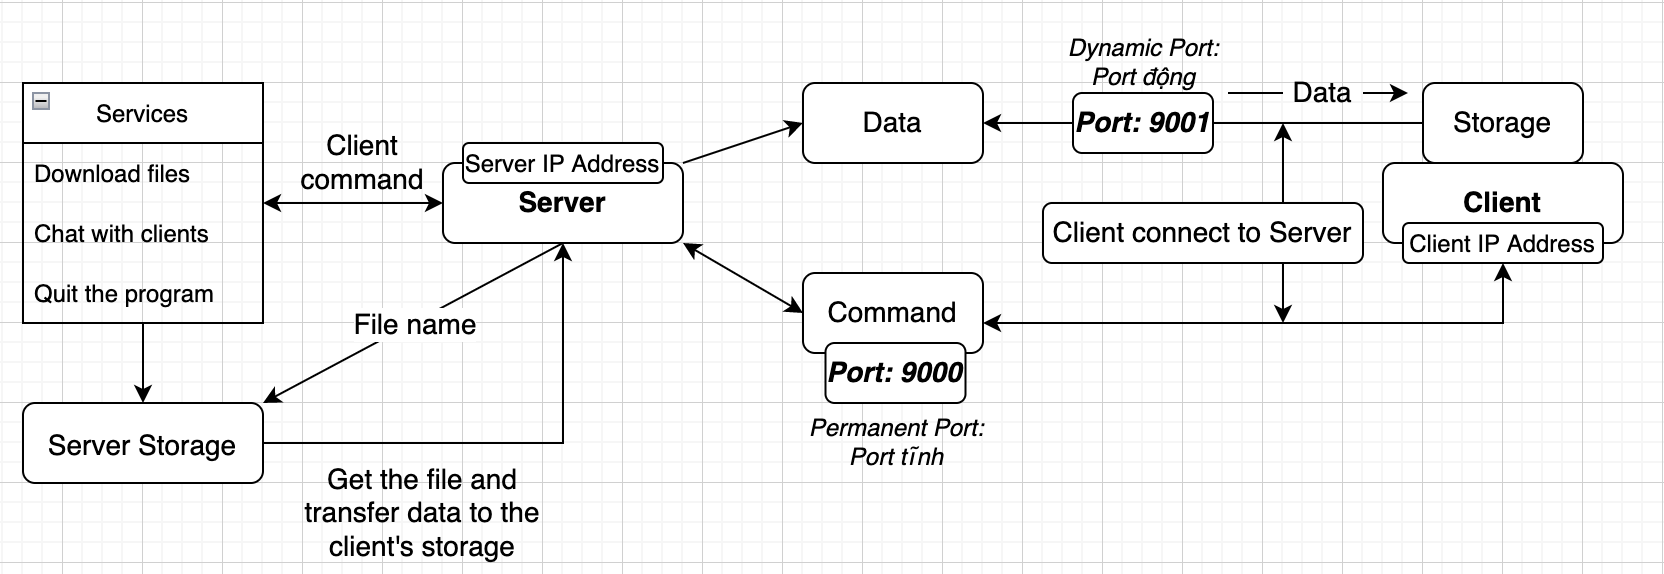 Services
Download files
Chat with clients
Quit the program
Client
command
Server IP Address
Server
File name
Server Storage
Get the file and
transfer data to the
client's storage
Data
Command
Port: 9000
Permanent Port:
Port tĩnh
Dynamic Port:
Port động
Port: 9001
Data
Storage
Client connect to Server
Client
Client IP Address